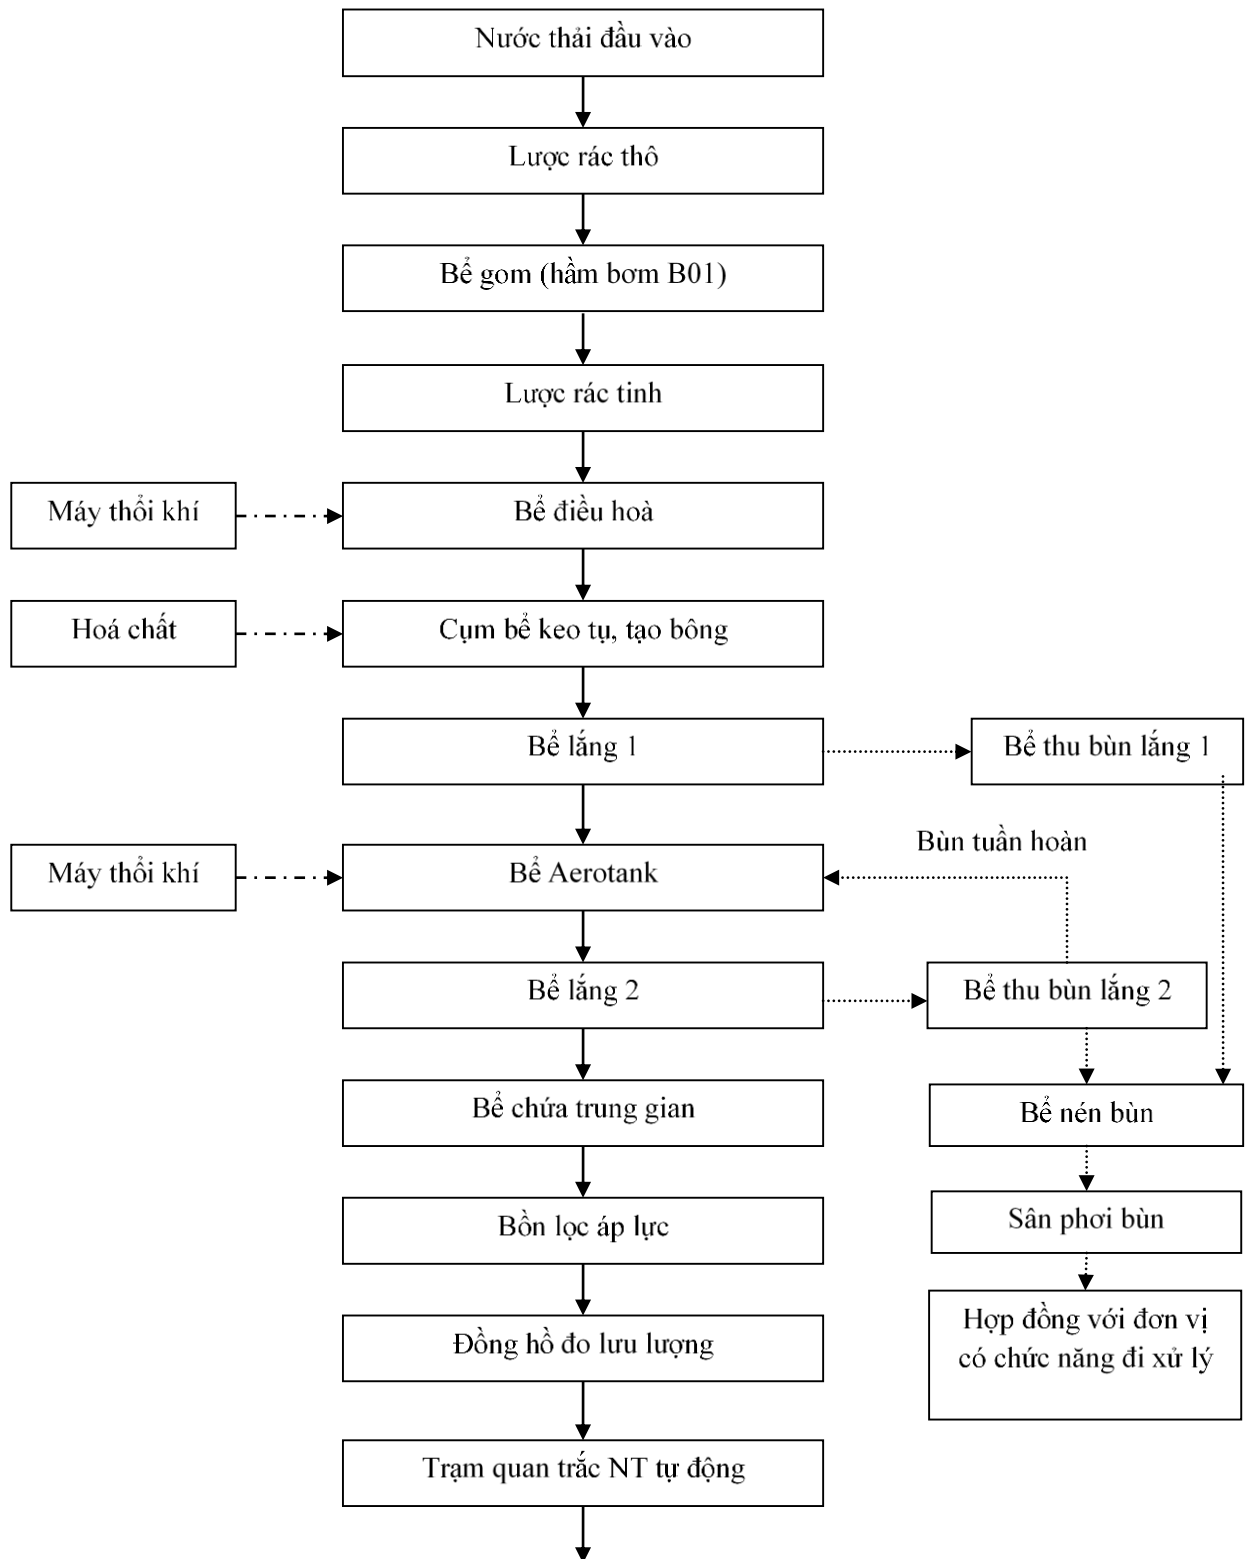 Nước thải đầu vào
Lược rác thô
Bể gom (hầm bơm B01)
Lược rác tinh
Máy thổi khí
Bể điều hoà
Hoá chất
Cụm bể keo tụ, tạo bông
Bể lắng 1
Bể thu bùn lắng 1
Bùn tuần hoàn
Máy thổi khí
Bể Aerotank
Bể lắng 2
Bể thu bùn lắng 2
Bể chứa trung gian
Bể nén bùn
Bồn lọc áp lực
Sân phơi bùn
Đồng hồ đo lưu lượng
Hợp đồng với đơn vị
có chức năng đi xử lý
Trạm quan trắc NT tự động